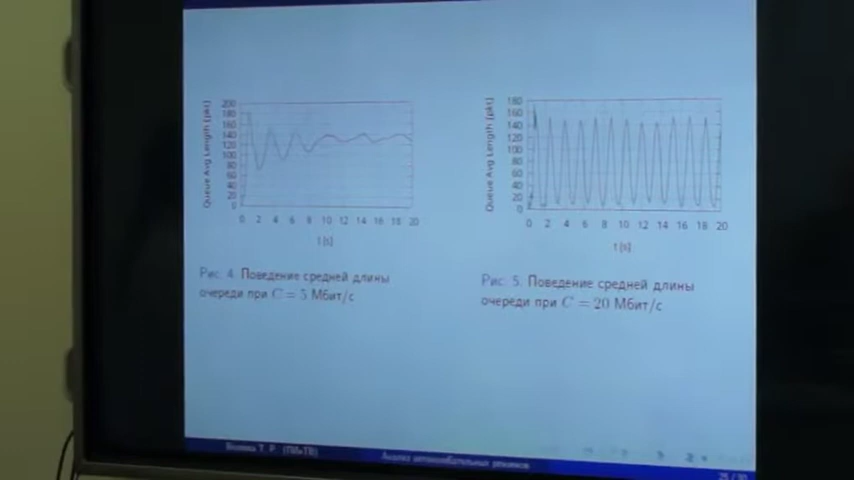 Queue Avg Length [pkt]
200
180
160
140
120
100
80
60
40
20
0
0 2 4 6 8 10 12 14 16 18 20
t [s]
Рис. 4. Поведение средней длины
очереди при C = 5 Мбит/с
Queue Avg Length [pkt]
180
160
140
120
100
80
60
40
20
0
0 2 4 6 8 10 12 14 16 18 20
t [s]
Рис. 5. Поведение средней длины
очереди при C = 20 Мбит/с
Т. Р.
Анализ автоколебательных режимов